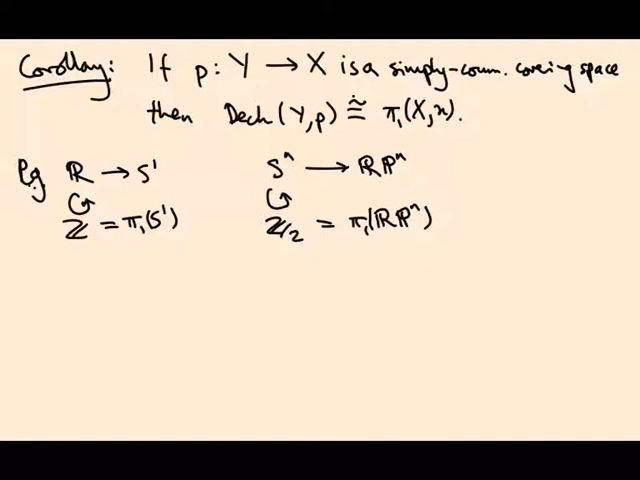 Corollary: If p: Y → X is a simply-conn. covering space
then Deck(Y,p) ≅ π₁(X,x).
Eg ℝ → S¹ Sⁿ → ℝℙⁿ
↺ ↺
ℤ = π₁(S¹) ℤ/2 = π₁(ℝℙⁿ)